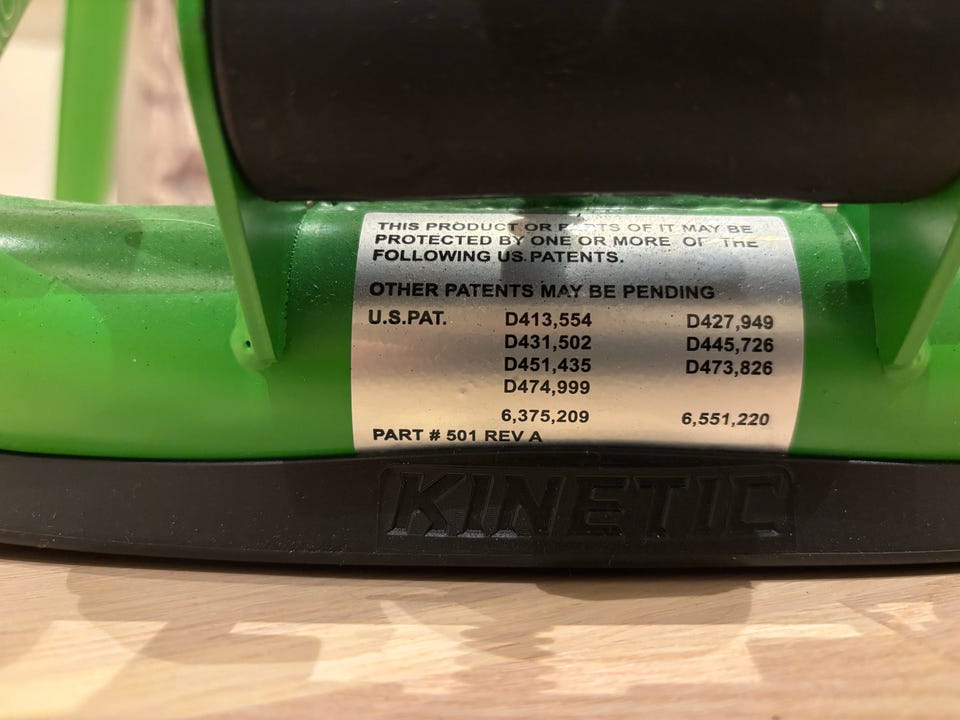 THIS PRODUCT OR PARTS OF IT MAY BE
PROTECTED BY ONE OR MORE OF THE
FOLLOWING US.PATENTS.
OTHER PATENTS MAY BE PENDING
U.S.PAT. D413,554 D427,949
D431,502 D445,726
D451,435 D473,826
D474,999
6,375,209 6,551,220
PART # 501 REV A
KINETIC